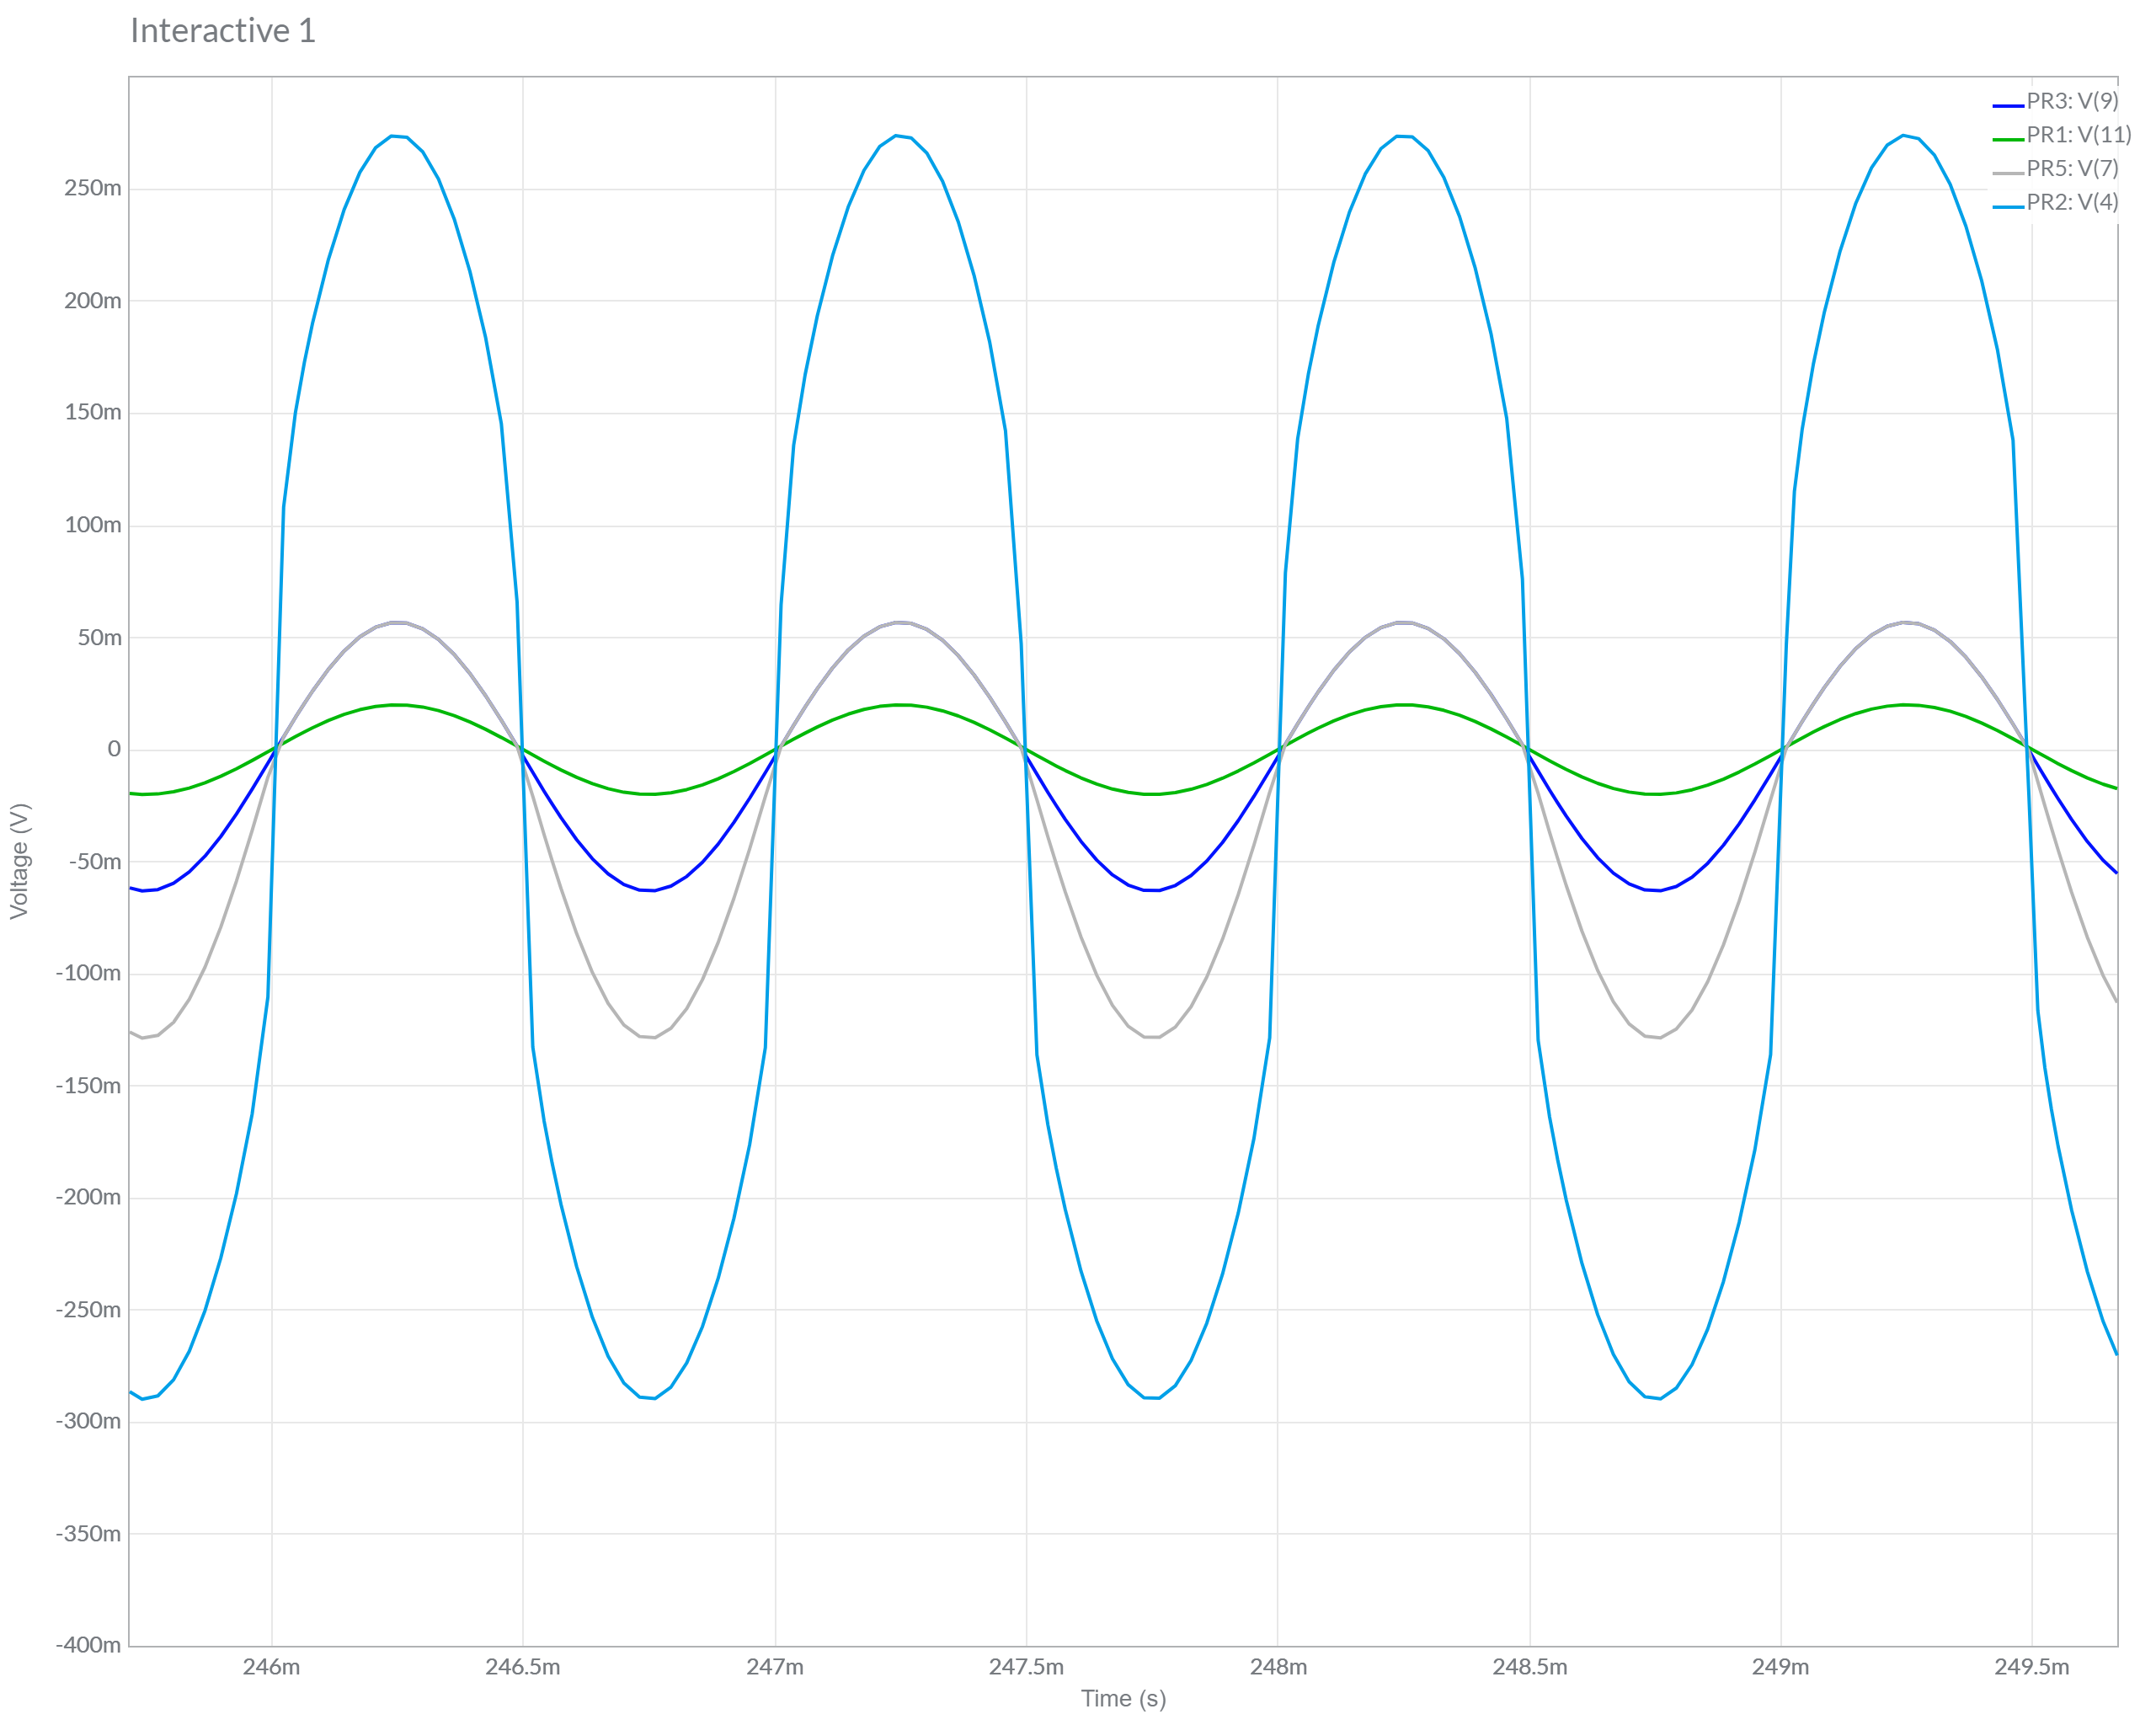 Interactive 1
PR3: V(9)
PR1: V(11)
PR5: V(7)
PR2: V(4)
250m
200m
150m
100m
50m
0
-50m
-100m
-150m
-200m
-250m
-300m
-350m
-400m
Voltage (V)
246m 246.5m 247m 247.5m 248m 248.5m 249m 249.5m
Time (s)